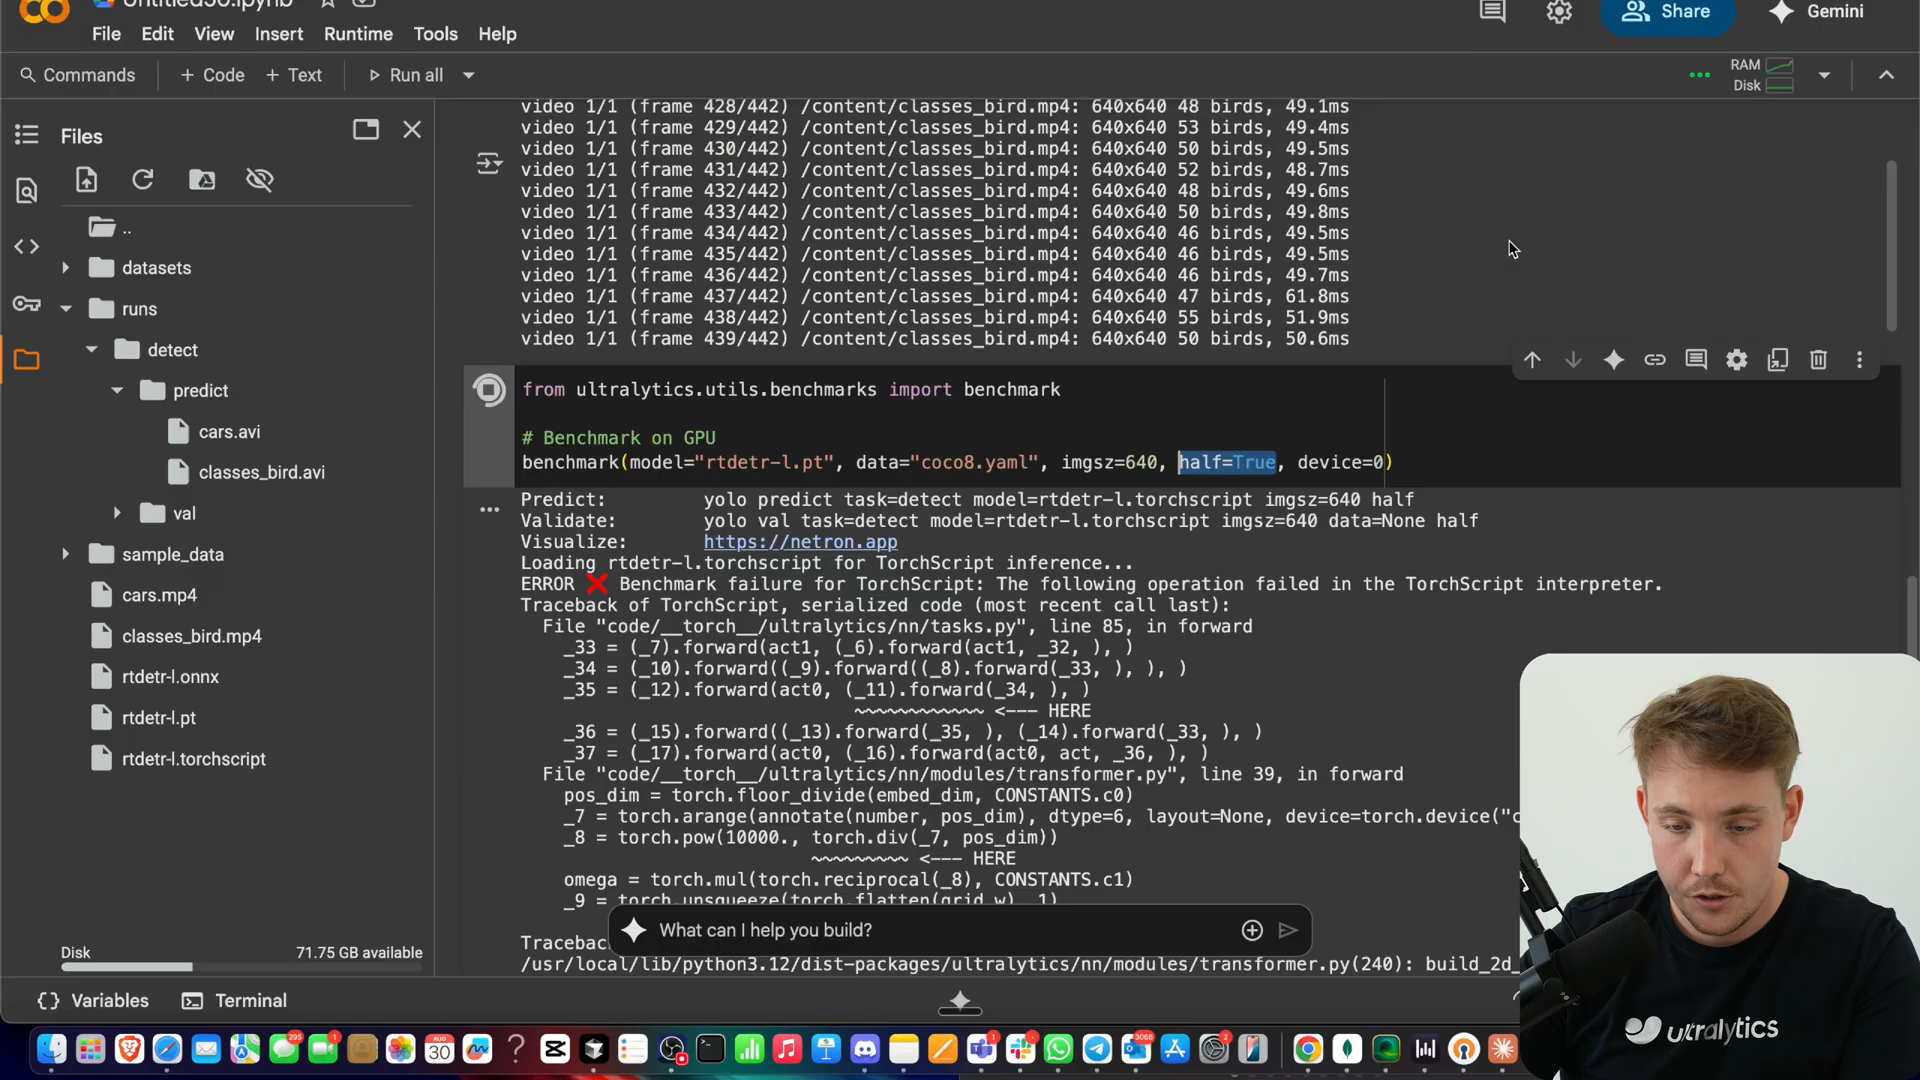 Untitled30.ipynb
Share
Gemini
File Edit View Insert Runtime Tools Help
Commands + Code + Text Run all
RAM
Disk
Files
..
datasets
runs
detect
predict
cars.avi
classes_bird.avi
val
sample_data
cars.mp4
classes_bird.mp4
rtdetr-l.onnx
rtdetr-l.pt
rtdetr-l.torchscript
Disk 71.75 GB available
video 1/1 (frame 428/442) /content/classes_bird.mp4: 640x640 48 birds, 49.1ms
video 1/1 (frame 429/442) /content/classes_bird.mp4: 640x640 53 birds, 49.4ms
video 1/1 (frame 430/442) /content/classes_bird.mp4: 640x640 50 birds, 49.5ms
video 1/1 (frame 431/442) /content/classes_bird.mp4: 640x640 52 birds, 48.7ms
video 1/1 (frame 432/442) /content/classes_bird.mp4: 640x640 48 birds, 49.6ms
video 1/1 (frame 433/442) /content/classes_bird.mp4: 640x640 50 birds, 49.8ms
video 1/1 (frame 434/442) /content/classes_bird.mp4: 640x640 46 birds, 49.5ms
video 1/1 (frame 435/442) /content/classes_bird.mp4: 640x640 46 birds, 49.5ms
video 1/1 (frame 436/442) /content/classes_bird.mp4: 640x640 46 birds, 49.7ms
video 1/1 (frame 437/442) /content/classes_bird.mp4: 640x640 47 birds, 61.8ms
video 1/1 (frame 438/442) /content/classes_bird.mp4: 640x640 55 birds, 51.9ms
video 1/1 (frame 439/442) /content/classes_bird.mp4: 640x640 50 birds, 50.6ms
from ultralytics.utils.benchmarks import benchmark
# Benchmark on GPU
benchmark(model="rtdetr-l.pt", data="coco8.yaml", imgsz=640, half=True, device=0)
Predict: yolo predict task=detect model=rtdetr-l.torchscript imgsz=640 half
Validate: yolo val task=detect model=rtdetr-l.torchscript imgsz=640 data=None half
Visualize: https://netron.app
Loading rtdetr-l.torchscript for TorchScript inference...
ERROR ❌ Benchmark failure for TorchScript: The following operation failed in the TorchScript interpreter.
Traceback of TorchScript, serialized code (most recent call last):
File "code/__torch__/ultralytics/nn/tasks.py", line 85, in forward
_33 = (_7).forward(act1, (_6).forward(act1, _32, ), )
_34 = (_10).forward((_9).forward((_8).forward(_33, ), ), )
_35 = (_12).forward(act0, (_11).forward(_34, ), )
~~~~~~~~~~~~ <--- HERE
_36 = (_15).forward((_13).forward(_35, ), (_14).forward(_33, ), )
_37 = (_17).forward(act0, (_16).forward(act0, act, _36, ), )
File "code/__torch__/ultralytics/nn/modules/transformer.py", line 39, in forward
pos_dim = torch.floor_divide(embed_dim, CONSTANTS.c0)
_7 = torch.arange(annotate(number, pos_dim), dtype=6, layout=None, device=torch.device("c
_8 = torch.pow(10000., torch.div(_7, pos_dim))
~~~~~~~~~ <--- HERE
omega = torch.mul(torch.reciprocal(_8), CONSTANTS.c1)
_9 = torch.unsqueeze(torch.flatten(grid_w), 1)
What can I help you build?
Traceback
/usr/local/lib/python3.12/dist-packages/ultralytics/nn/modules/transformer.py(240): build_2d_
Variables Terminal
ultralytics
295
1
AUG
30
1
1
3068
2